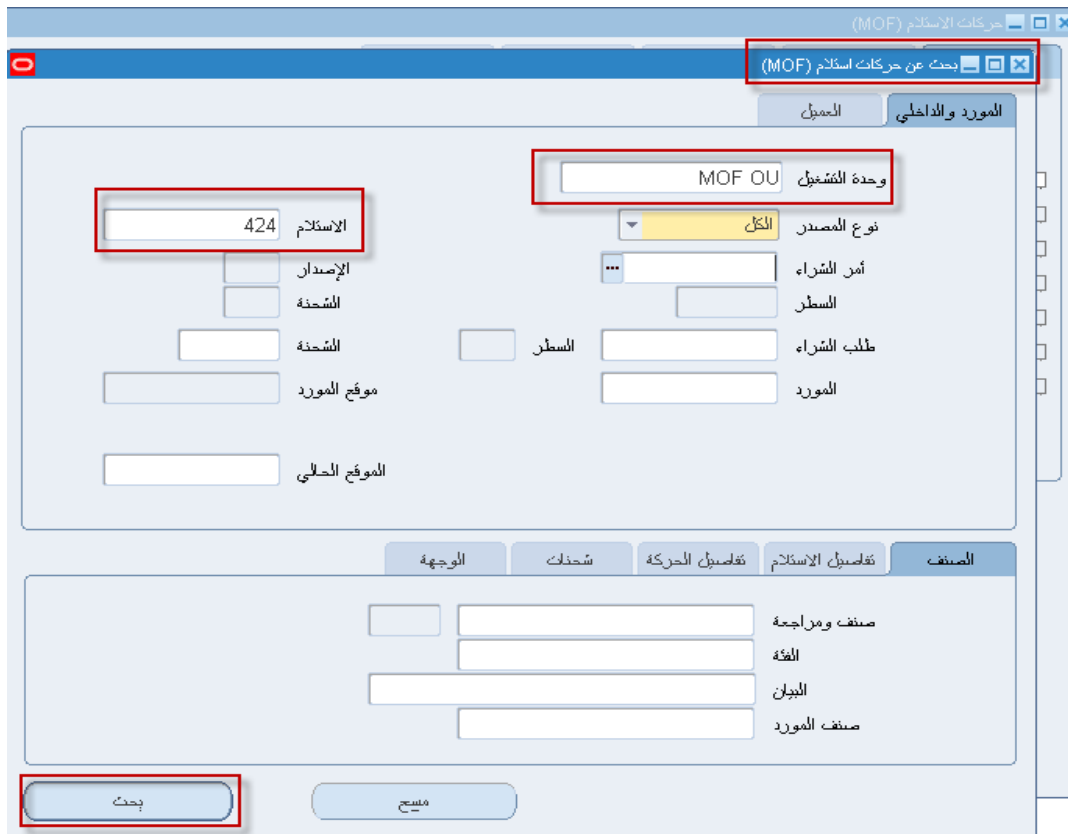 حركات الاستلام (MOF)
بحث عن حركات استلام (MOF)
المورد والداخلي العميل
وحدة التشغيل MOF OU
نوع المصدر الكل الاستلام 424
أمر الشراء الإصدار
السطر الشحنة
طلب الشراء السطر الشحنة
المورد موقع المورد
الموقع الحالي
الصنف تفاصيل الاستلام تفاصيل الحركة شحنات الوجهة
صنف ومراجعة
الفئة
البيان
صنف المورد
مسح بحث